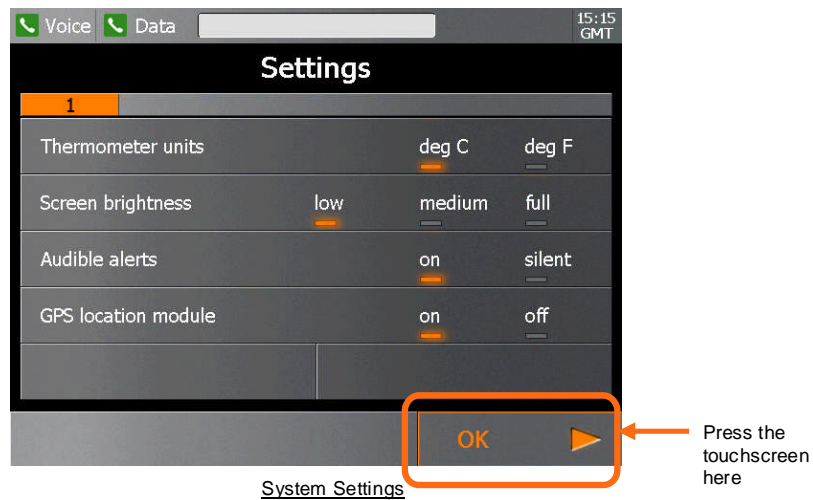 Voice Data 15:15
GMT
Settings
1
Thermometer units deg C deg F
Screen brightness low medium full
Audible alerts on silent
GPS location module on off
OK
Press the
touchscreen
here
System Settings